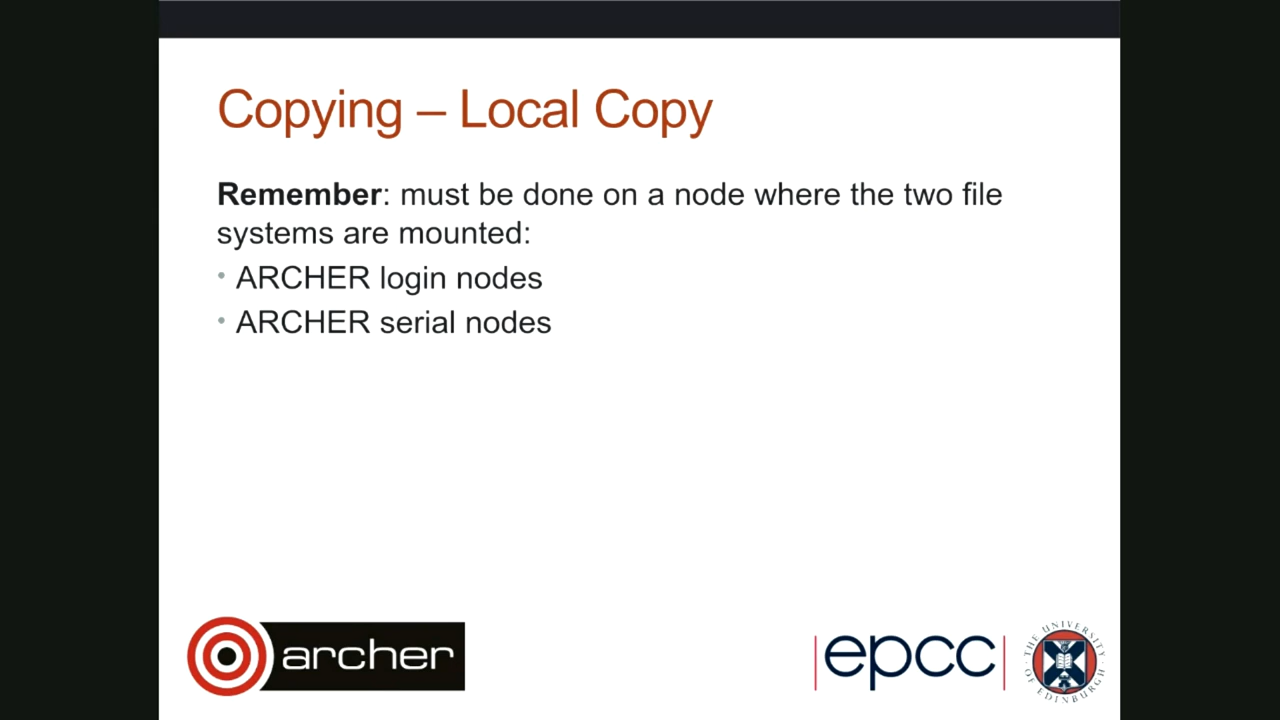 Copying – Local Copy
Remember: must be done on a node where the two file
systems are mounted:
• ARCHER login nodes
• ARCHER serial nodes
archer
epcc
THE UNIVERSITY OF EDINBURGH